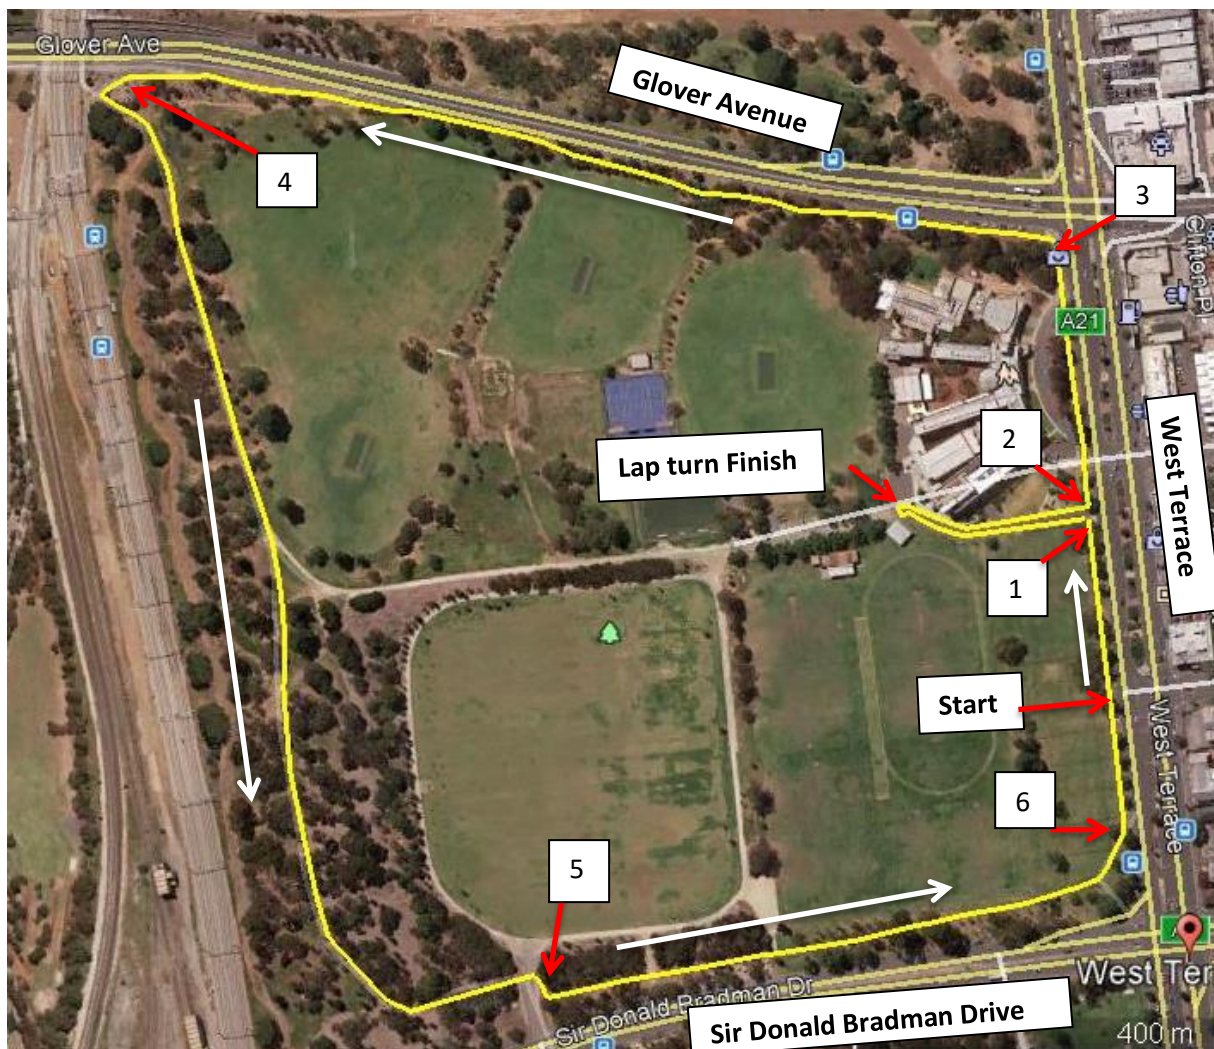 Glover Ave
Glover Avenue
3
4
Clifton Pl
A21
2
Lap turn Finish
West Terrace
1
Start
West Terrace
6
5
West Ter
Sir Donald Bradman Dr
Sir Donald Bradman Drive
400 m